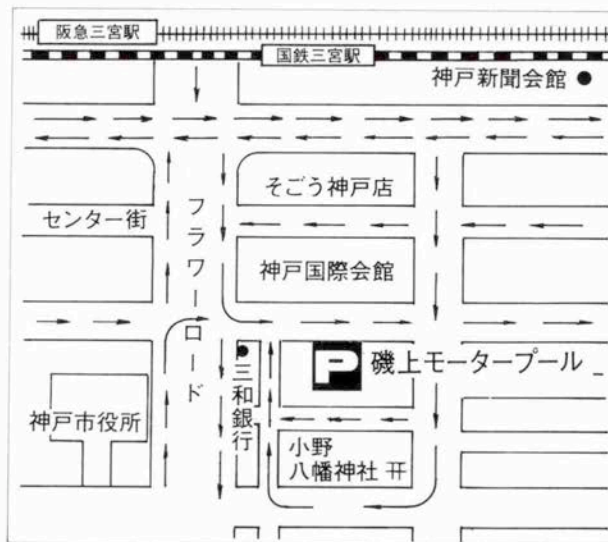 阪急三宮駅
国鉄三宮駅
神戸新聞会館
そごう神戸店
センター街
フラワーロード
神戸国際会館
P 磯上モータープール
三和銀行
神戸市役所
小野
八幡神社